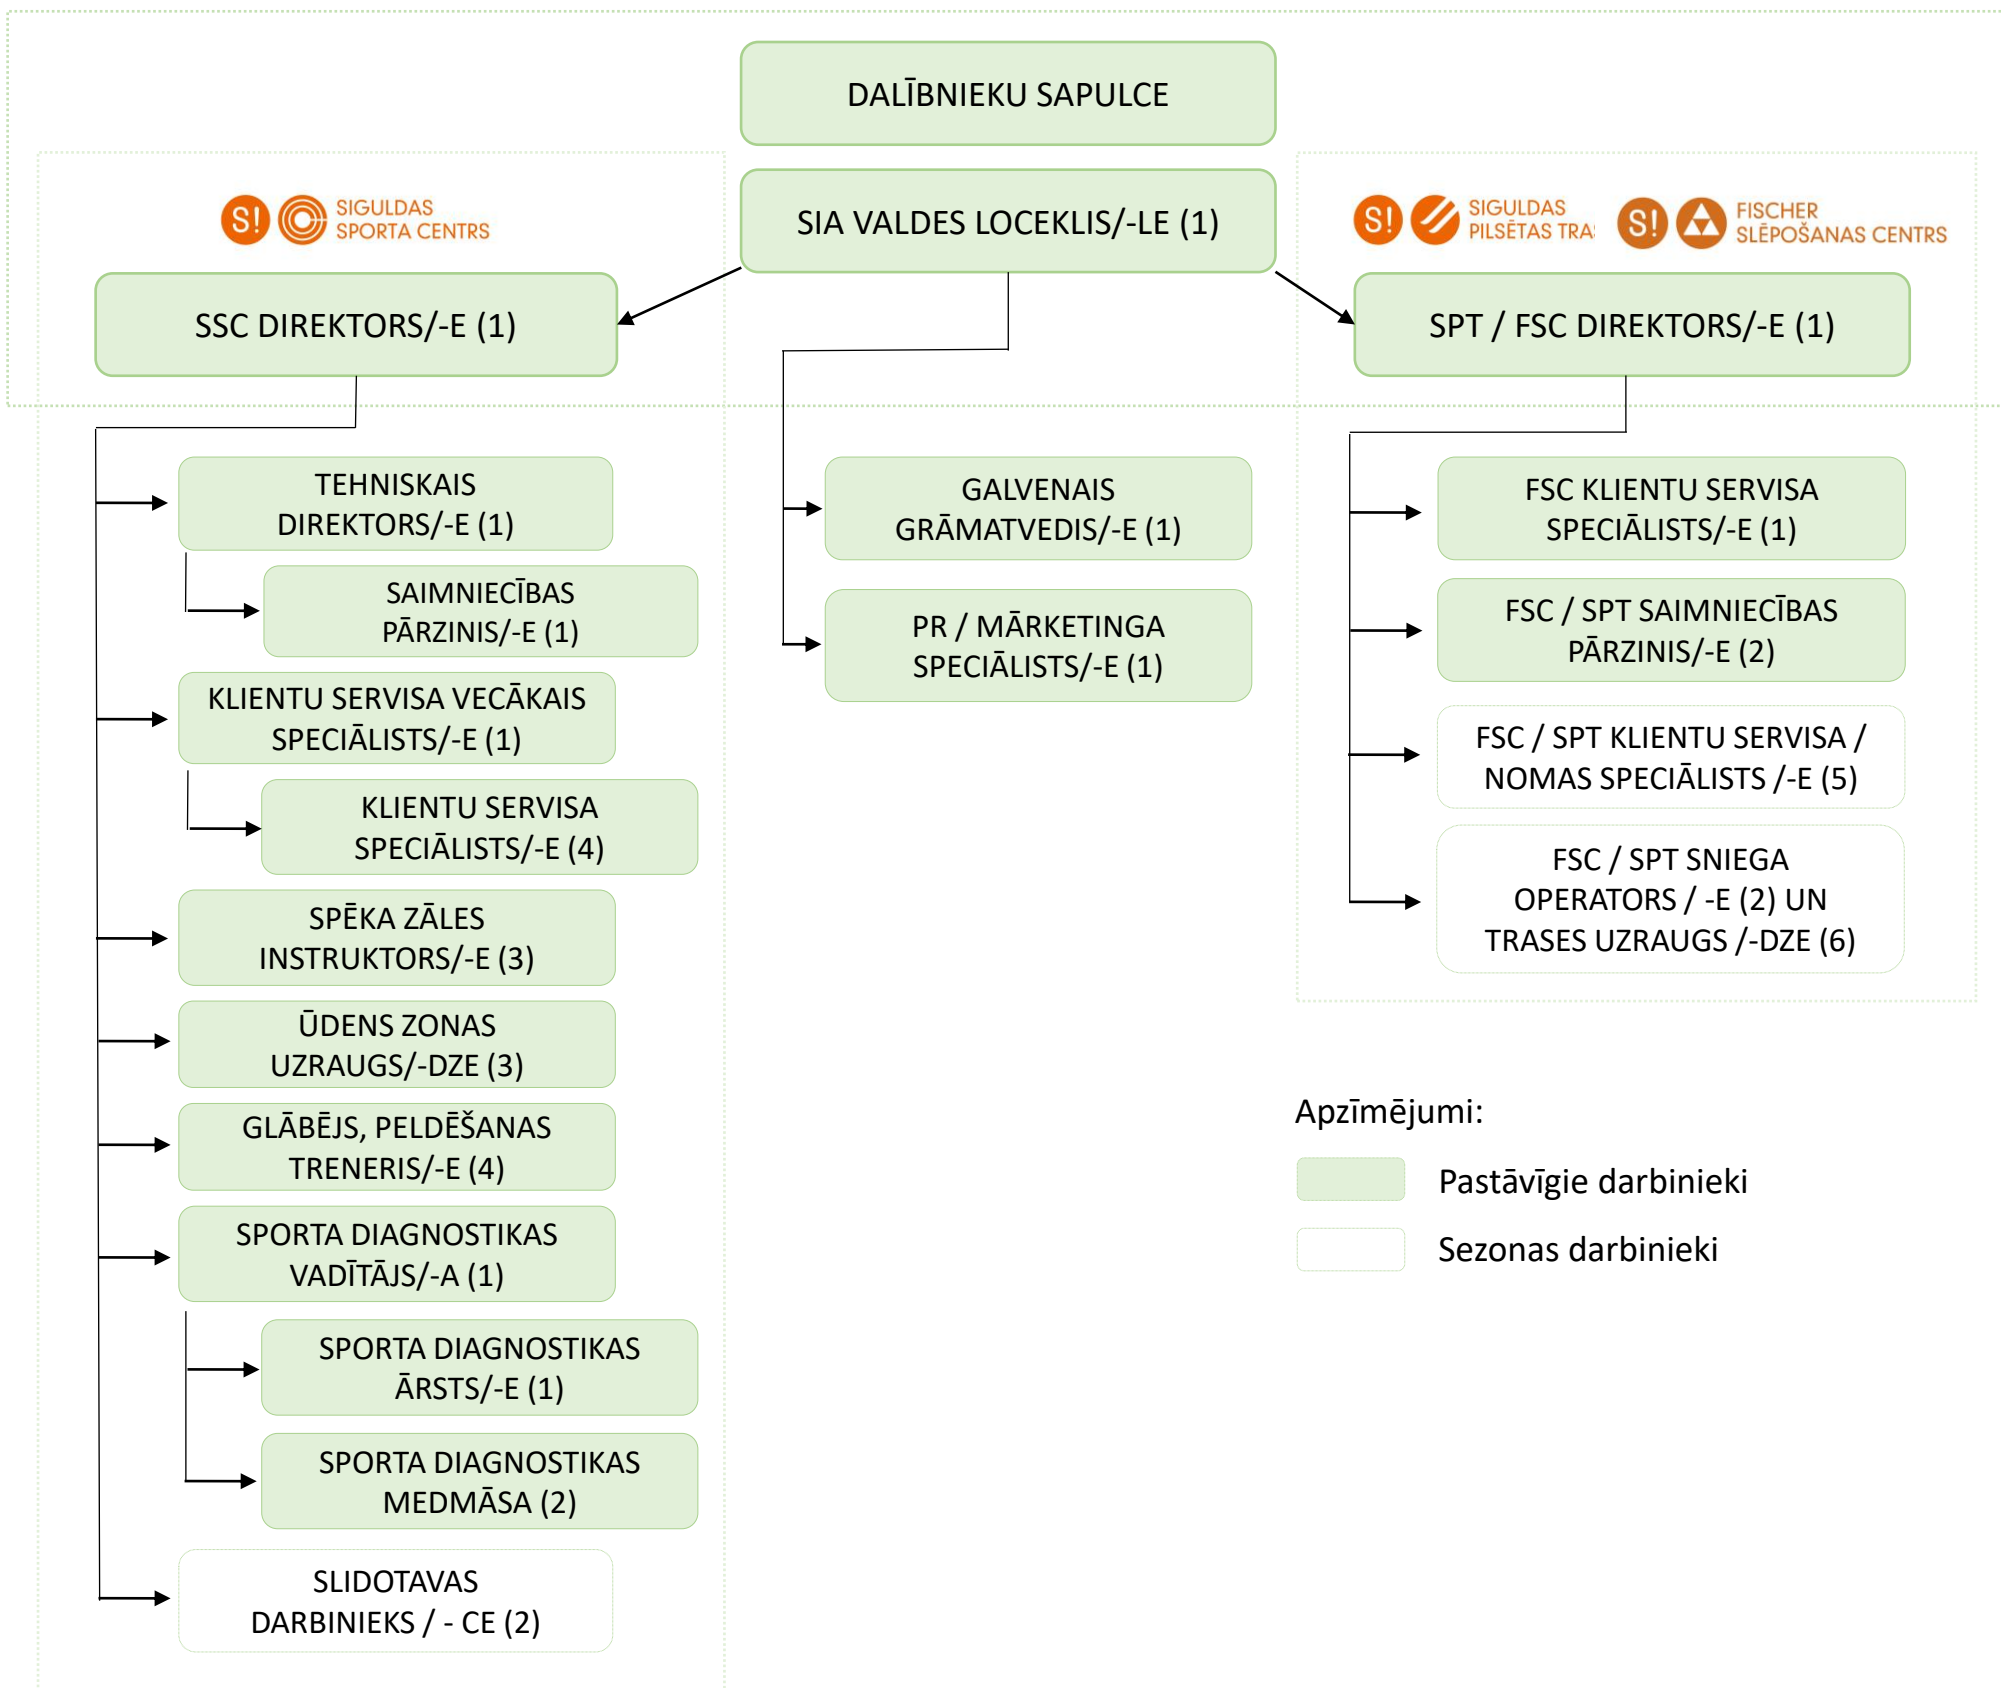 DALĪBNIEKU SAPULCE
SIA VALDES LOCEKLIS/-LE (1)
S!
SIGULDAS
SPORTA CENTRS
SSC DIREKTORS/-E (1)
TEHNISKAIS
DIREKTORS/-E (1)
SAIMNIECĪBAS
PĀRZINIS/-E (1)
KLIENTU SERVISA VECĀKAIS
SPECIĀLISTS/-E (1)
KLIENTU SERVISA
SPECIĀLISTS/-E (4)
SPĒKA ZĀLES
INSTRUKTORS/-E (3)
ŪDENS ZONAS
UZRAUGS/-DZE (3)
GLĀBĒJS, PELDĒŠANAS
TRENERIS/-E (4)
SPORTA DIAGNOSTIKAS
VADĪTĀJS/-A (1)
SPORTA DIAGNOSTIKAS
ĀRSTS/-E (1)
SPORTA DIAGNOSTIKAS
MEDMĀSA (2)
SLIDOTAVAS
DARBINIEKS / - CE (2)
GALVENAIS
GRĀMATVEDIS/-E (1)
PR / MĀRKETINGA
SPECIĀLISTS/-E (1)
S!
SIGULDAS
PILSĒTAS TRA
S!
FISCHER
SLĒPOŠANAS CENTRS
SPT / FSC DIREKTORS/-E (1)
FSC KLIENTU SERVISA
SPECIĀLISTS/-E (1)
FSC / SPT SAIMNIECĪBAS
PĀRZINIS/-E (2)
FSC / SPT KLIENTU SERVISA /
NOMAS SPECIĀLISTS /-E (5)
FSC / SPT SNIEGA
OPERATORS / -E (2) UN
TRASES UZRAUGS /-DZE (6)
Apzīmējumi:
Pastāvīgie darbinieki
Sezonas darbinieki